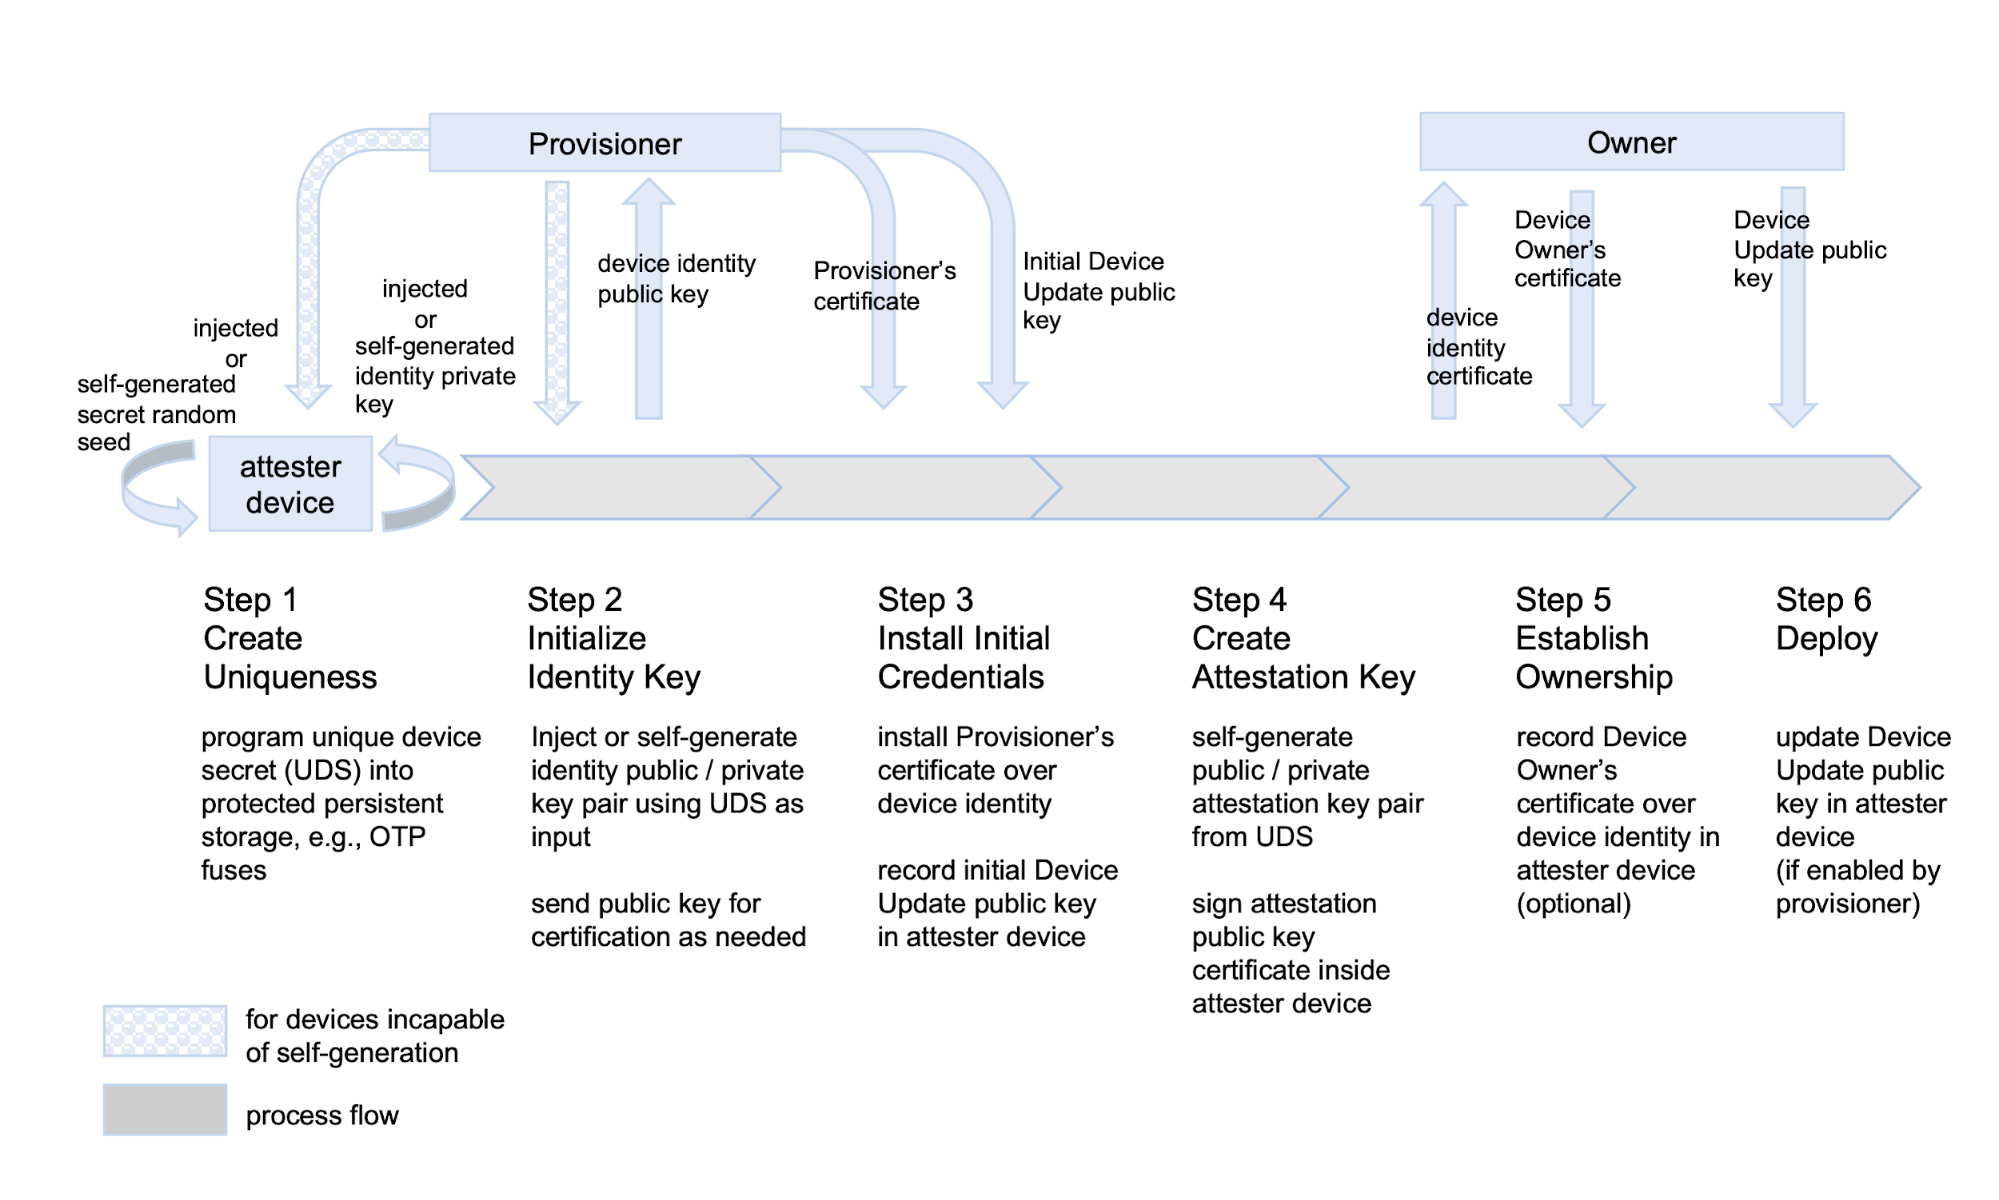 Provisioner
Owner
injected
or
self-generated
secret random
seed
injected
or
self-generated
identity private
key
device identity
public key
Provisioner’s
certificate
Initial Device
Update public
key
device
identity
certificate
Device
Owner’s
certificate
Device
Update public
key
attester
device
Step 1
Create
Uniqueness
program unique device
secret (UDS) into
protected persistent
storage, e.g., OTP
fuses
Step 2
Initialize
Identity Key
Inject or self-generate
identity public / private
key pair using UDS as
input
send public key for
certification as needed
Step 3
Install Initial
Credentials
install Provisioner’s
certificate over
device identity
record initial Device
Update public key
in attester device
Step 4
Create
Attestation Key
self-generate
public / private
attestation key pair
from UDS
sign attestation
public key
certificate inside
attester device
Step 5
Establish
Ownership
record Device
Owner’s
certificate over
device identity in
attester device
(optional)
Step 6
Deploy
update Device
Update public
key in attester
device
(if enabled by
provisioner)
for devices incapable
of self-generation
process flow